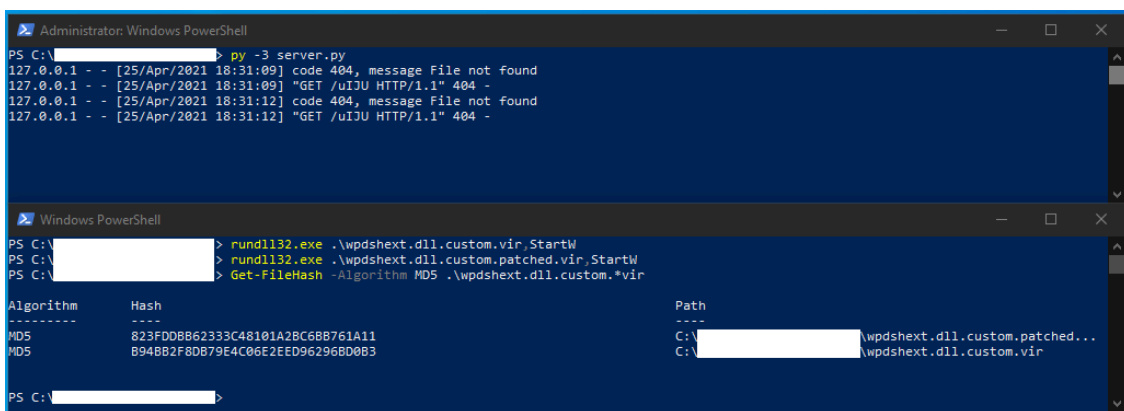 Administrator: Windows PowerShell
PS C:\ > py -3 server.py
127.0.0.1 - - [25/Apr/2021 18:31:09] code 404, message File not found
127.0.0.1 - - [25/Apr/2021 18:31:09] "GET /uIJU HTTP/1.1" 404 -
127.0.0.1 - - [25/Apr/2021 18:31:12] code 404, message File not found
127.0.0.1 - - [25/Apr/2021 18:31:12] "GET /uIJU HTTP/1.1" 404 -
Windows PowerShell
PS C:\ > rundll32.exe .\wpdshext.dll.custom.vir,StartW
PS C:\ > rundll32.exe .\wpdshext.dll.custom.patched.vir,StartW
PS C:\ > Get-FileHash -Algorithm MD5 .\wpdshext.dll.custom.*vir
Algorithm Hash Path
--------- ---- ----
MD5 823FDDBB62333C48101A2BC6BB761A11 C:\ \wpdshext.dll.custom.patched...
MD5 B94BB2F8DB79E4C06E2EED96296BD0B3 C:\ \wpdshext.dll.custom.vir
PS C:\ >